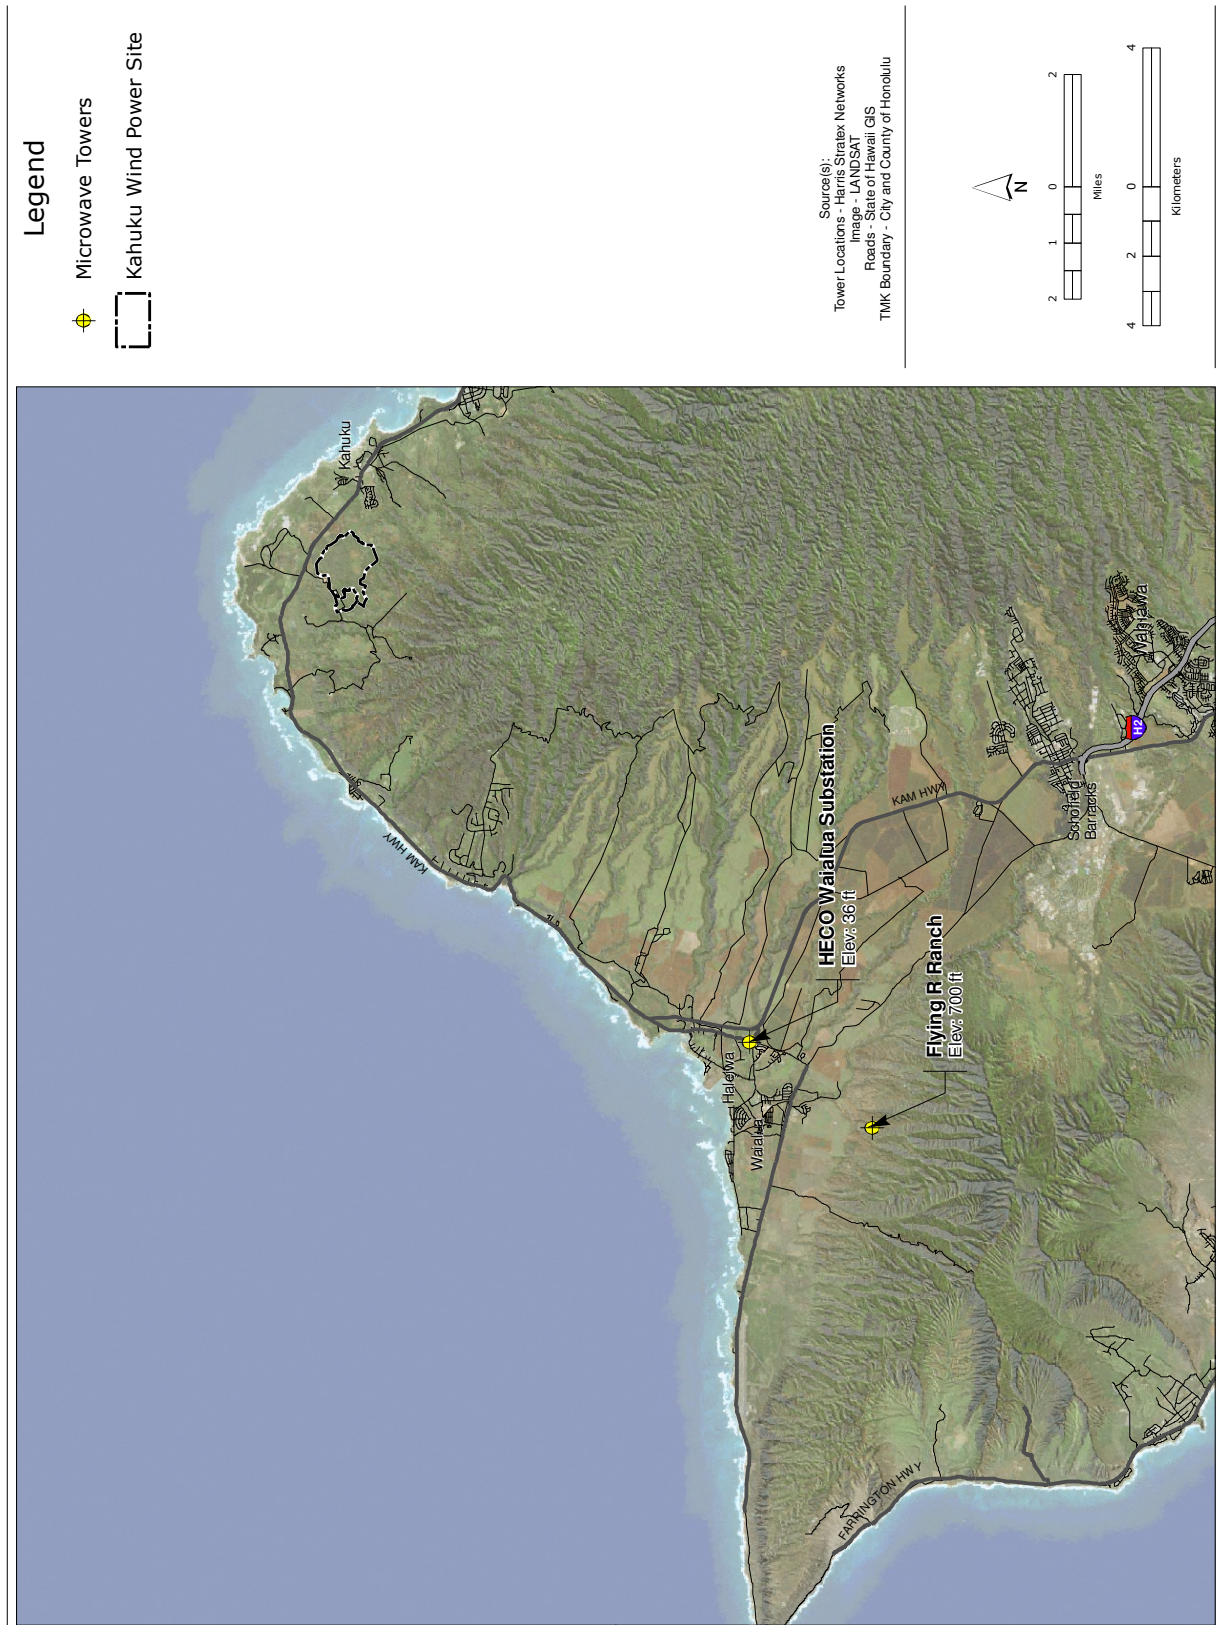 Legend
Microwave Towers
Kahuku Wind Power Site
Source(s):
Tower Locations - Harris Stratex Networks
Image - LANDSAT
Roads - State of Hawaii GIS
TMK Boundary - City and County of Honolulu
N
2 1 0 2
Miles
4 2 0 4
Kilometers
Kahuku
KAM HWY
HECO Waialua Substation
Elev: 36 ft
Haleiwa
Waialua
KAM HWY
Flying R Ranch
Elev: 700 ft
Wahiawa
H2
Schofield
Barracks
FARRINGTON HWY